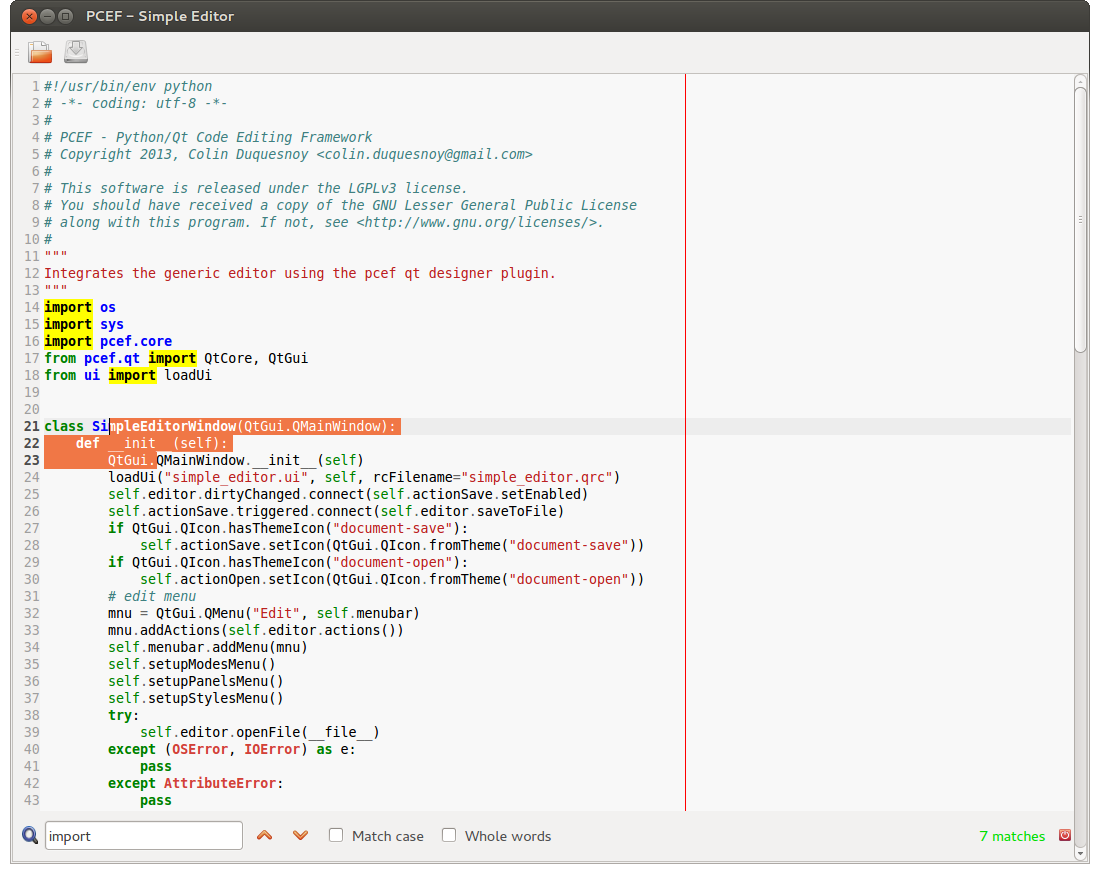 PCEF - Simple Editor
1 #!/usr/bin/env python
2 # -*- coding: utf-8 -*-
3 #
4 # PCEF - Python/Qt Code Editing Framework
5 # Copyright 2013, Colin Duquesnoy <colin.duquesnoy@gmail.com>
6 #
7 # This software is released under the LGPLv3 license.
8 # You should have received a copy of the GNU Lesser General Public License
9 # along with this program. If not, see <http://www.gnu.org/licenses/>.
10 #
11 """
12 Integrates the generic editor using the pcef qt designer plugin.
13 """
14 import os
15 import sys
16 import pcef.core
17 from pcef.qt import QtCore, QtGui
18 from ui import loadUi
19
20
21 class SimpleEditorWindow(QtGui.QMainWindow):
22     def __init__(self):
23         QtGui.QMainWindow.__init__(self)
24         loadUi("simple_editor.ui", self, rcFilename="simple_editor.qrc")
25         self.editor.dirtyChanged.connect(self.actionSave.setEnabled)
26         self.actionSave.triggered.connect(self.editor.saveToFile)
27         if QtGui.QIcon.hasThemeIcon("document-save"):
28             self.actionSave.setIcon(QtGui.QIcon.fromTheme("document-save"))
29         if QtGui.QIcon.hasThemeIcon("document-open"):
30             self.actionOpen.setIcon(QtGui.QIcon.fromTheme("document-open"))
31         # edit menu
32         mnu = QtGui.QMenu("Edit", self.menubar)
33         mnu.addActions(self.editor.actions())
34         self.menubar.addMenu(mnu)
35         self.setupModesMenu()
36         self.setupPanelsMenu()
37         self.setupStylesMenu()
38         try:
39             self.editor.openFile(__file__)
40         except (OSError, IOError) as e:
41             pass
42         except AttributeError:
43             pass
import Match case Whole words 7 matches